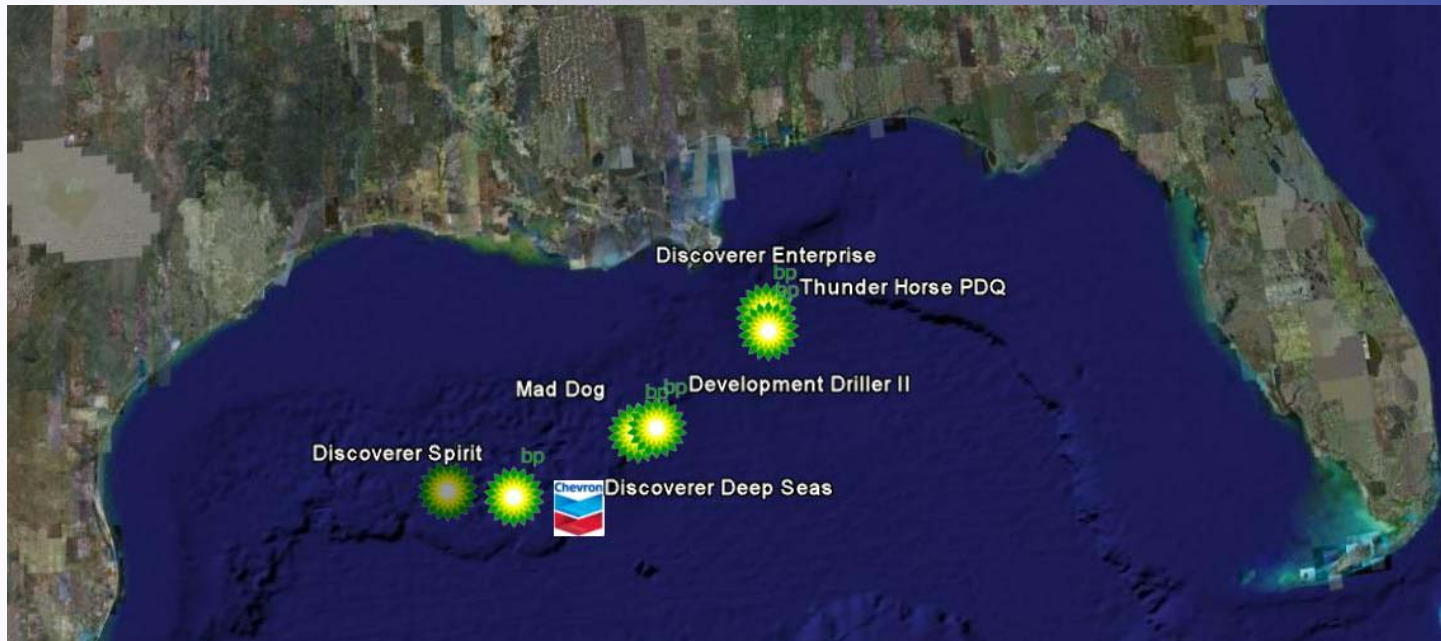 Discoverer Enterprise
bp
bp Thunder Horse PDQ
Mad Dog
bp bp Development Driller II
Discoverer Spirit
bp
Chevron
Discoverer Deep Seas